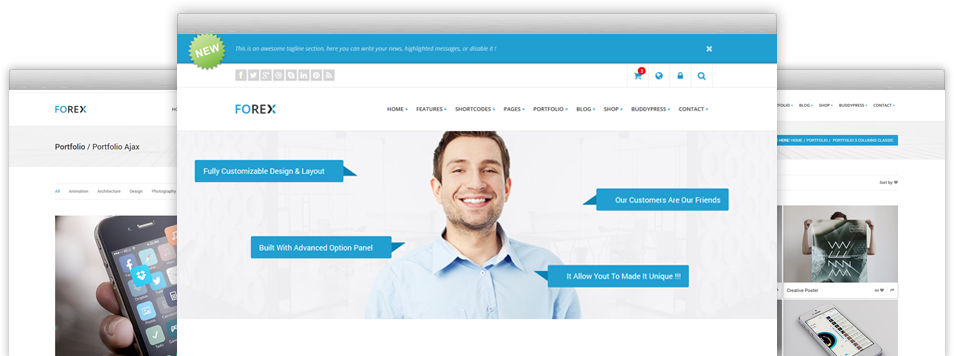 NEW
This is an awesome tagline section, here you can write your news, highlighted messages, or disable it !
3
FOREX
HOME + FEATURES + SHORTCODES + PAGES + PORTFOLIO + BLOG + SHOP + BUDDYPRESS + CONTACT +
Fully Customizable Design & Layout
Our Customers Are Our Friends
Built With Advanced Option Panel
It Allow Yout To Made It Unique !!!
FOREX
Portfolio / Portfolio Ajax
All Animation Architecture Design Photography
BLOG + SHOP + BUDDYPRESS + CONTACT +
HERE: HOME / PORTFOLIO / PORTFOLIO 3 COLUMNS CLASSIC
Sort by
Creative Poster